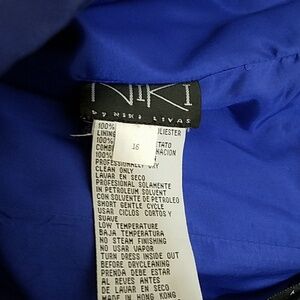 NIKI
BY NIKI LIVAS
16
100%
LINING
100%
COMB
PROFESSIONALLY DRY
CLEAN ONLY
LAVAR EN SECO
PROFESIONAL SOLAMENTE
IN PETROLEUM SOLVENT
CON SOLVENTE DE PETROLEO
SHORT GENTLE CYCLE
USAR CICLOS CORTOS Y
SUAVE
LOW TEMPERATURE
BAJA TEMPERATURA
NO STEAM FINISHING
NO USAR VAPOR
TURN DRESS INSIDE OUT
BEFORE DRYCLEANING
PRENDA DEBE ESTAR
AL REVES ANTES
DE LAVAR EN SECO
MADE IN HONG KONG